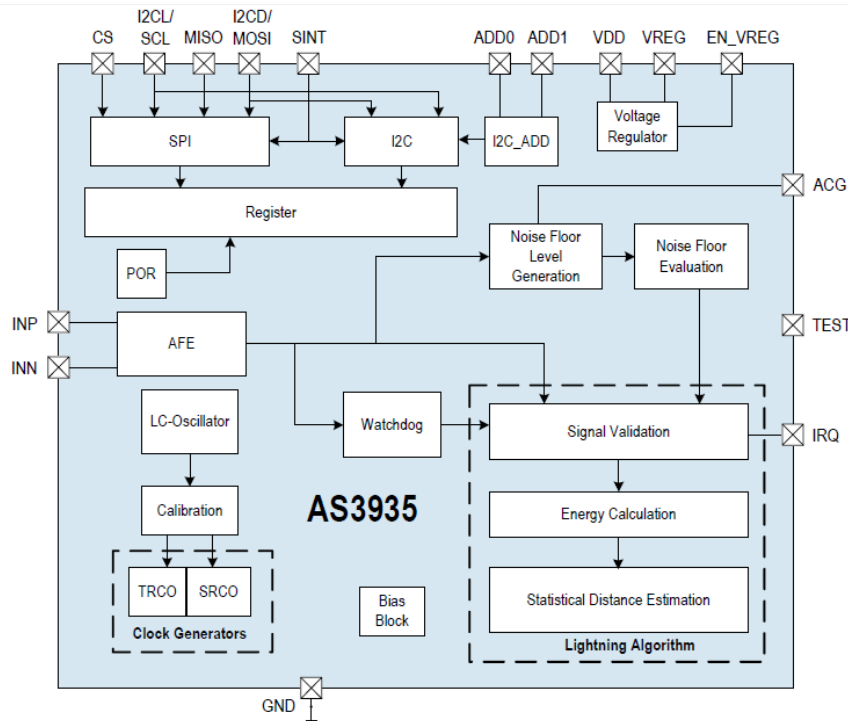 I2CL/
SCL
I2CD/
MOSI
CS
MISO
SINT
ADD0
ADD1
VDD
VREG
EN_VREG
SPI
I2C
I2C_ADD
Voltage
Regulator
Register
ACG
POR
Noise Floor
Level
Generation
Noise Floor
Evaluation
INP
INN
AFE
TEST
LC-Oscillator
Watchdog
Signal Validation
IRQ
Calibration
AS3935
Energy Calculation
TRCO
SRCO
Clock Generators
Bias
Block
Statistical Distance Estimation
Lightning Algorithm
GND